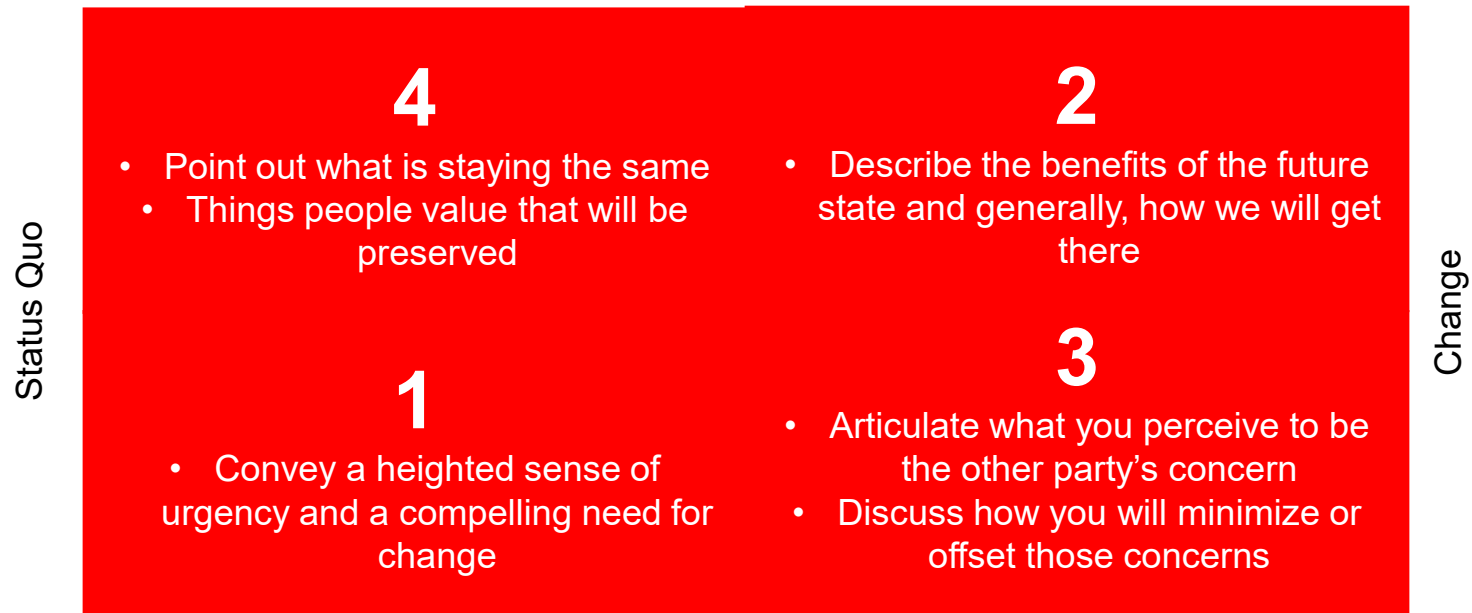 Status Quo
4
• Point out what is staying the same
• Things people value that will be
preserved
1
• Convey a heighted sense of
urgency and a compelling need for
change
2
• Describe the benefits of the future
state and generally, how we will get
there
3
• Articulate what you perceive to be
the other party’s concern
• Discuss how you will minimize or
offset those concerns
Change